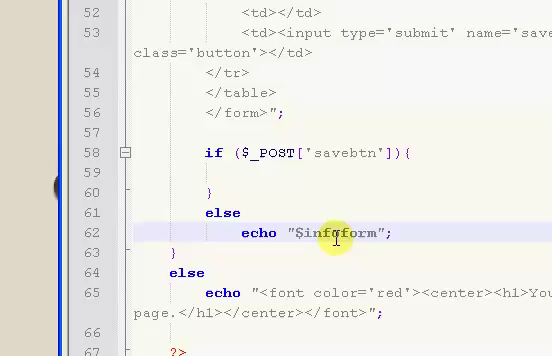 52 <td></td>
53 <td><input type='submit' name='save
class='button'></td>
54 </tr>
55 </table>
56 </form>";
57
58 if ($_POST['savebtn']){
59
60 }
61 else
62 echo "$infoform";
63 }
64 else
65 echo "<font color='red'><center><h1>You
page.</h1></center></font>";
66
67 ?>